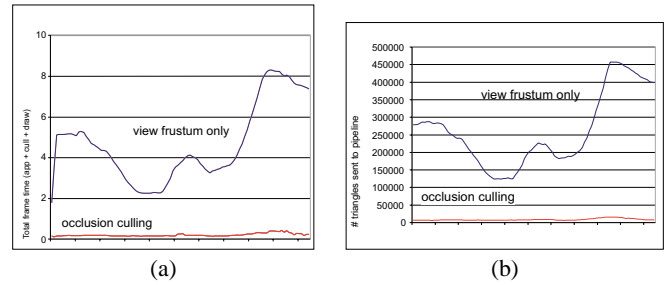 Total frame time (app + cull + draw)
10
8
6
4
2
0
view frustum only
occlusion culling
(a)
# triangles sent to pipeline
500000
450000
400000
350000
300000
250000
200000
150000
100000
50000
0
view frustum only
occlusion culling
(b)